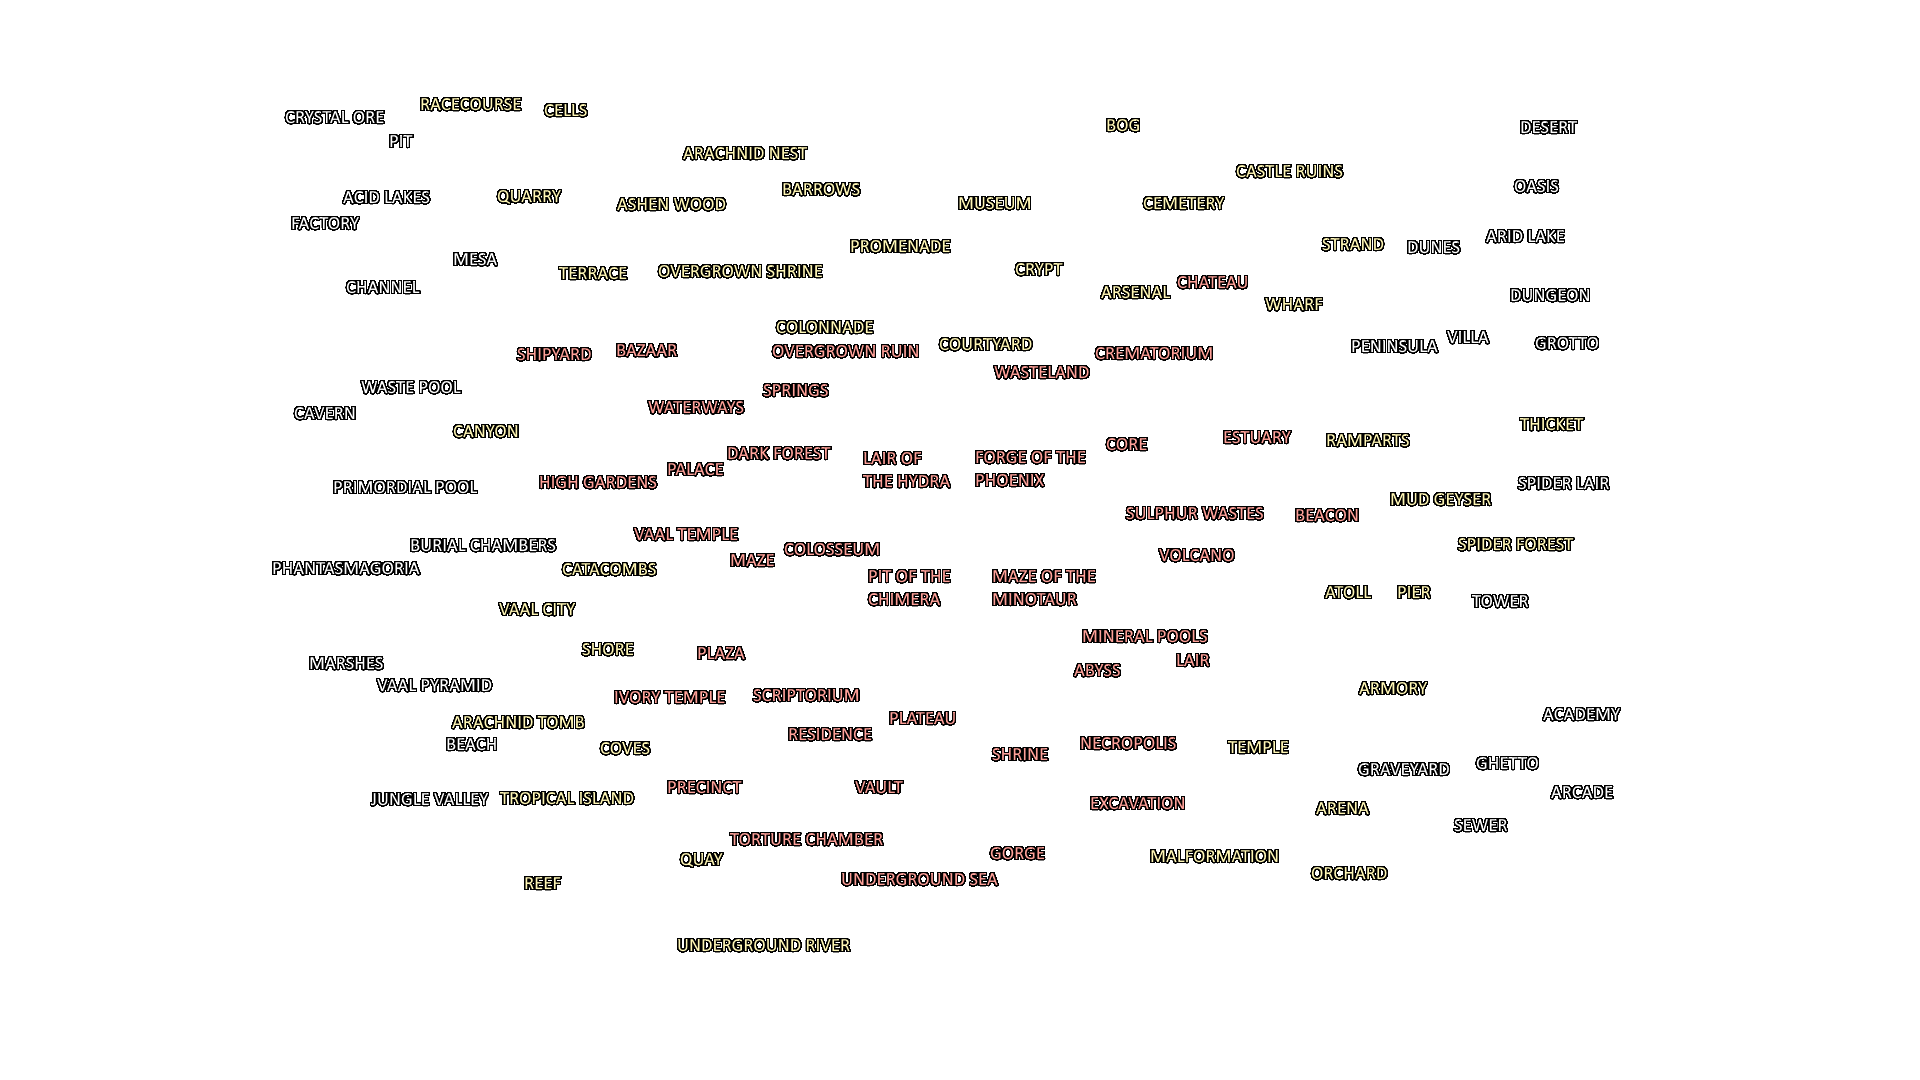 RACECOURSE
CELLS
CRYSTAL ORE
BOG
DESERT
PIT
ARACHNID NEST
CASTLE RUINS
BARROWS
OASIS
ACID LAKES
QUARRY
ASHEN WOOD
MUSEUM
CEMETERY
FACTORY
ARID LAKE
PROMENADE
STRAND
DUNES
MESA
TERRACE
OVERGROWN SHRINE
CRYPT
CHATEAU
CHANNEL
ARSENAL
DUNGEON
WHARF
COLONNADE
VILLA
COURTYARD
PENINSULA
GROTTO
SHIPYARD
BAZAAR
OVERGROWN RUIN
CREMATORIUM
WASTELAND
WASTE POOL
SPRINGS
WATERWAYS
CAVERN
THICKET
CANYON
ESTUARY
RAMPARTS
CORE
DARK FOREST
LAIR OF
THE HYDRA
FORGE OF THE
PHOENIX
PALACE
HIGH GARDENS
PRIMORDIAL POOL
SPIDER LAIR
MUD GEYSER
SULPHUR WASTES
BEACON
VAAL TEMPLE
BURIAL CHAMBERS
COLOSSEUM
SPIDER FOREST
MAZE
VOLCANO
PHANTASMAGORIA
CATACOMBS
PIT OF THE
CHIMERA
MAZE OF THE
MINOTAUR
ATOLL
PIER
TOWER
VAAL CITY
MINERAL POOLS
SHORE
PLAZA
LAIR
MARSHES
ABYSS
VAAL PYRAMID
ARMORY
IVORY TEMPLE
SCRIPTORIUM
ACADEMY
ARACHNID TOMB
PLATEAU
RESIDENCE
BEACH
COVES
NECROPOLIS
TEMPLE
SHRINE
GHETTO
GRAVEYARD
PRECINCT
VAULT
ARCADE
JUNGLE VALLEY
TROPICAL ISLAND
EXCAVATION
ARENA
SEWER
TORTURE CHAMBER
GORGE
MALFORMATION
QUAY
ORCHARD
REEF
UNDERGROUND SEA
UNDERGROUND RIVER